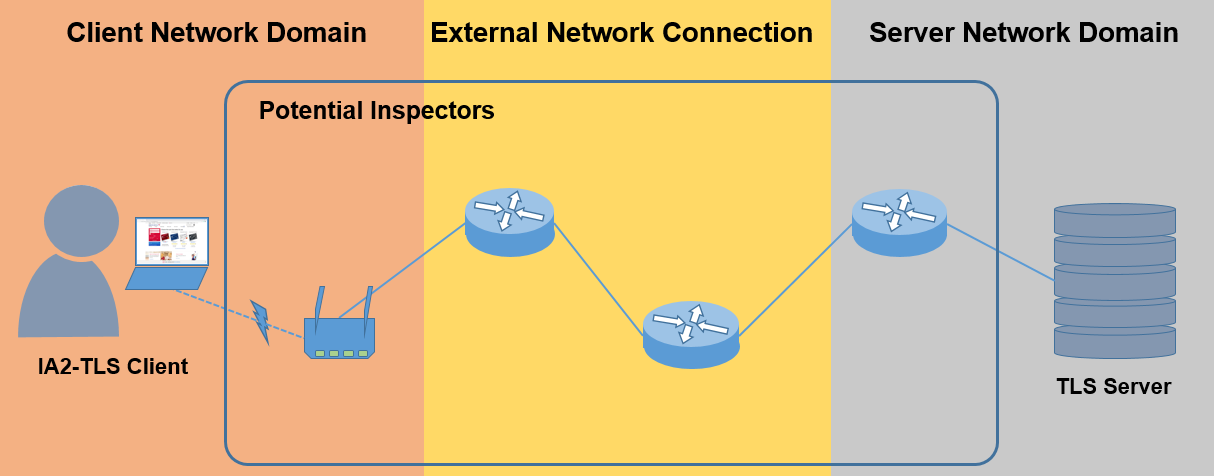 Client Network Domain
External Network Connection
Server Network Domain
Potential Inspectors
IA2-TLS Client
TLS Server